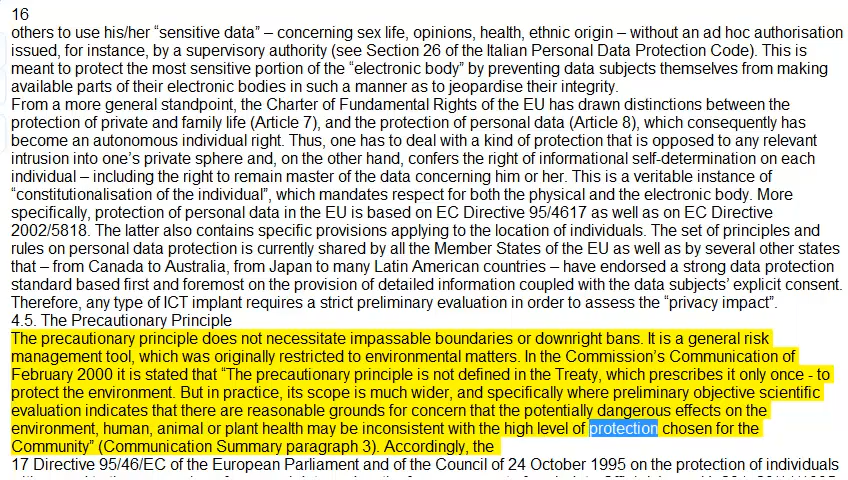 16
others to use his/her “sensitive data” – concerning sex life, opinions, health, ethnic origin – without an ad hoc authorisation
issued, for instance, by a supervisory authority (see Section 26 of the Italian Personal Data Protection Code). This is
meant to protect the most sensitive portion of the “electronic body” by preventing data subjects themselves from making
available parts of their electronic bodies in such a manner as to jeopardise their integrity.
From a more general standpoint, the Charter of Fundamental Rights of the EU has drawn distinctions between the
protection of private and family life (Article 7), and the protection of personal data (Article 8), which consequently has
become an autonomous individual right. Thus, one has to deal with a kind of protection that is opposed to any relevant
intrusion into one’s private sphere and, on the other hand, confers the right of informational self-determination on each
individual – including the right to remain master of the data concerning him or her. This is a veritable instance of
“constitutionalisation of the individual”, which mandates respect for both the physical and the electronic body. More
specifically, protection of personal data in the EU is based on EC Directive 95/4617 as well as on EC Directive
2002/5818. The latter also contains specific provisions applying to the location of individuals. The set of principles and
rules on personal data protection is currently shared by all the Member States of the EU as well as by several other states
that – from Canada to Australia, from Japan to many Latin American countries – have endorsed a strong data protection
standard based first and foremost on the provision of detailed information coupled with the data subjects’ explicit consent.
Therefore, any type of ICT implant requires a strict preliminary evaluation in order to assess the “privacy impact”.
4.5. The Precautionary Principle
The precautionary principle does not necessitate impassable boundaries or downright bans. It is a general risk
management tool, which was originally restricted to environmental matters. In the Commission’s Communication of
February 2000 it is stated that “The precautionary principle is not defined in the Treaty, which prescribes it only once - to
protect the environment. But in practice, its scope is much wider, and specifically where preliminary objective scientific
evaluation indicates that there are reasonable grounds for concern that the potentially dangerous effects on the
environment, human, animal or plant health may be inconsistent with the high level of protection chosen for the
Community” (Communication Summary paragraph 3). Accordingly, the
17 Directive 95/46/EC of the European Parliament and of the Council of 24 October 1995 on the protection of individuals